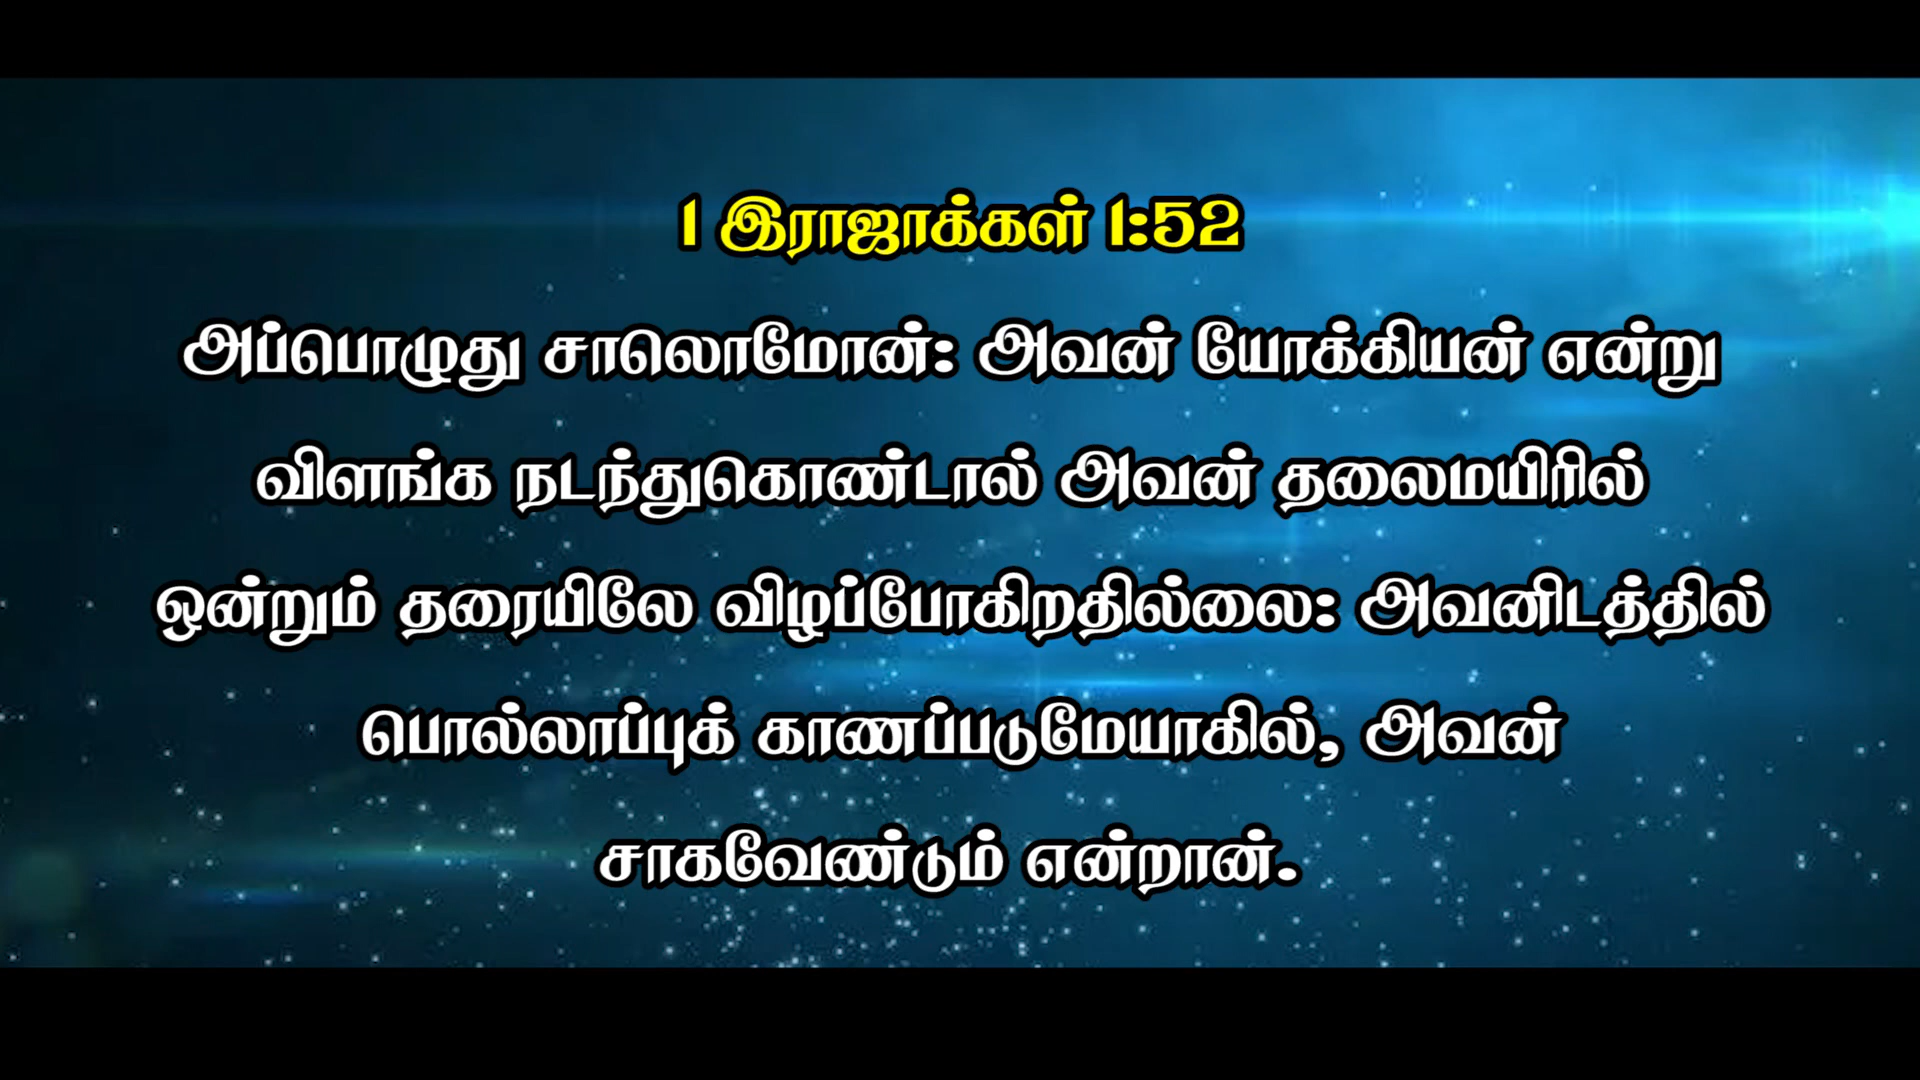 1 இராஜாக்கள் 1:52
அப்பொழுது சாலொமோன்: அவன் யோக்கியன் என்று
விளங்க நடந்துகொண்டால் அவன் தலைமயிரில்
ஒன்றும் தரையிலே விழப்போகிறதில்லை: அவனிடத்தில்
பொல்லாப்புக் காணப்படுமேயாகில், அவன்
சாகவேண்டும் என்றான்.